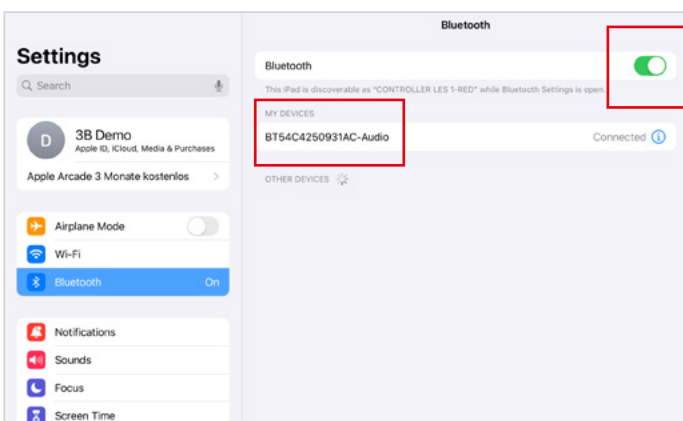 Bluetooth
Settings
Search
D
3B Demo
Apple ID, iCloud, Media & Purchases
Apple Arcade 3 Monate kostenlos
Airplane Mode
Wi-Fi
Bluetooth On
Notifications
Sounds
Focus
Screen Time
Bluetooth
This iPad is discoverable as "CONTROLLER LES 1-RED" while Bluetooth Settings is open.
MY DEVICES
BT54C4250931AC-Audio Connected
OTHER DEVICES